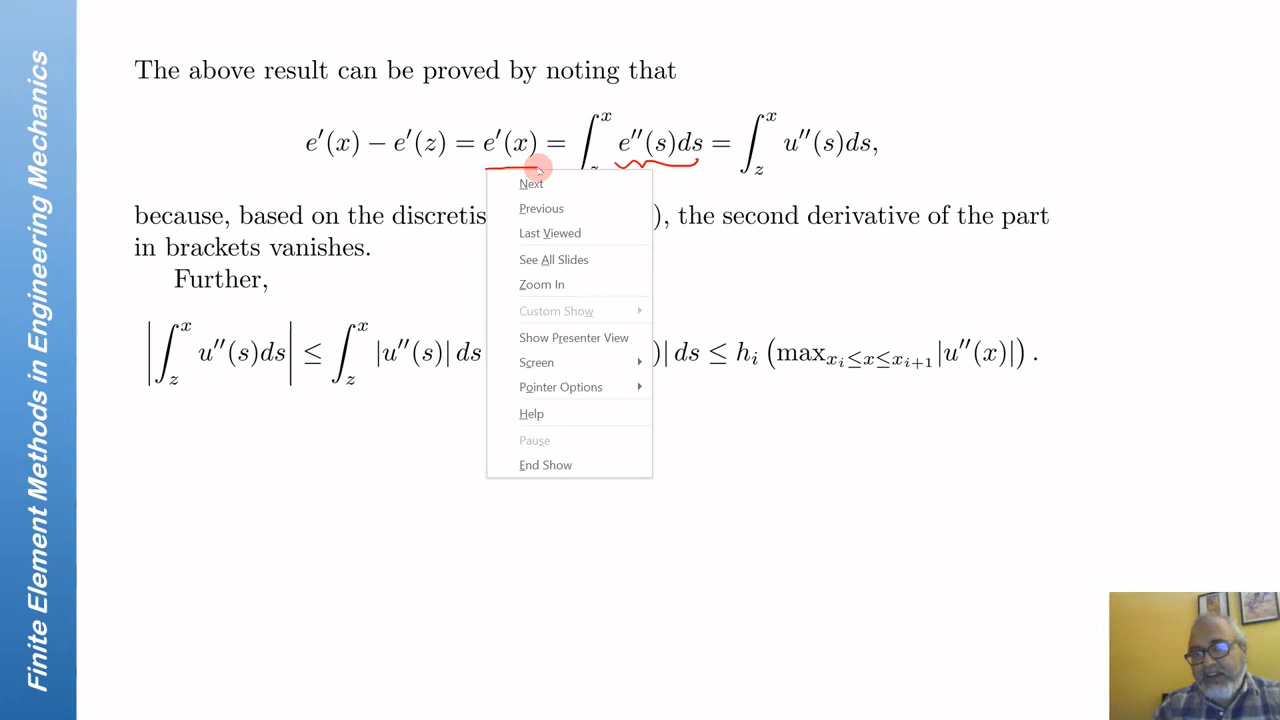 Finite Element Methods in Engineering Mechanics
The above result can be proved by noting that
e′(x) − e′(z) = e′(x) = ∫_z^x e″(s)ds = ∫_z^x u″(s)ds,
because, based on the discretis ), the second derivative of the part
in brackets vanishes.
Further,
|∫_z^x u″(s)ds| ≤ ∫_z^x |u″(s)| ds )| ds ≤ h_i (max_{x_i≤x≤x_{i+1}} |u″(x)|) .
Next
Previous
Last Viewed
See All Slides
Zoom In
Custom Show
Show Presenter View
Screen
Pointer Options
Help
Pause
End Show